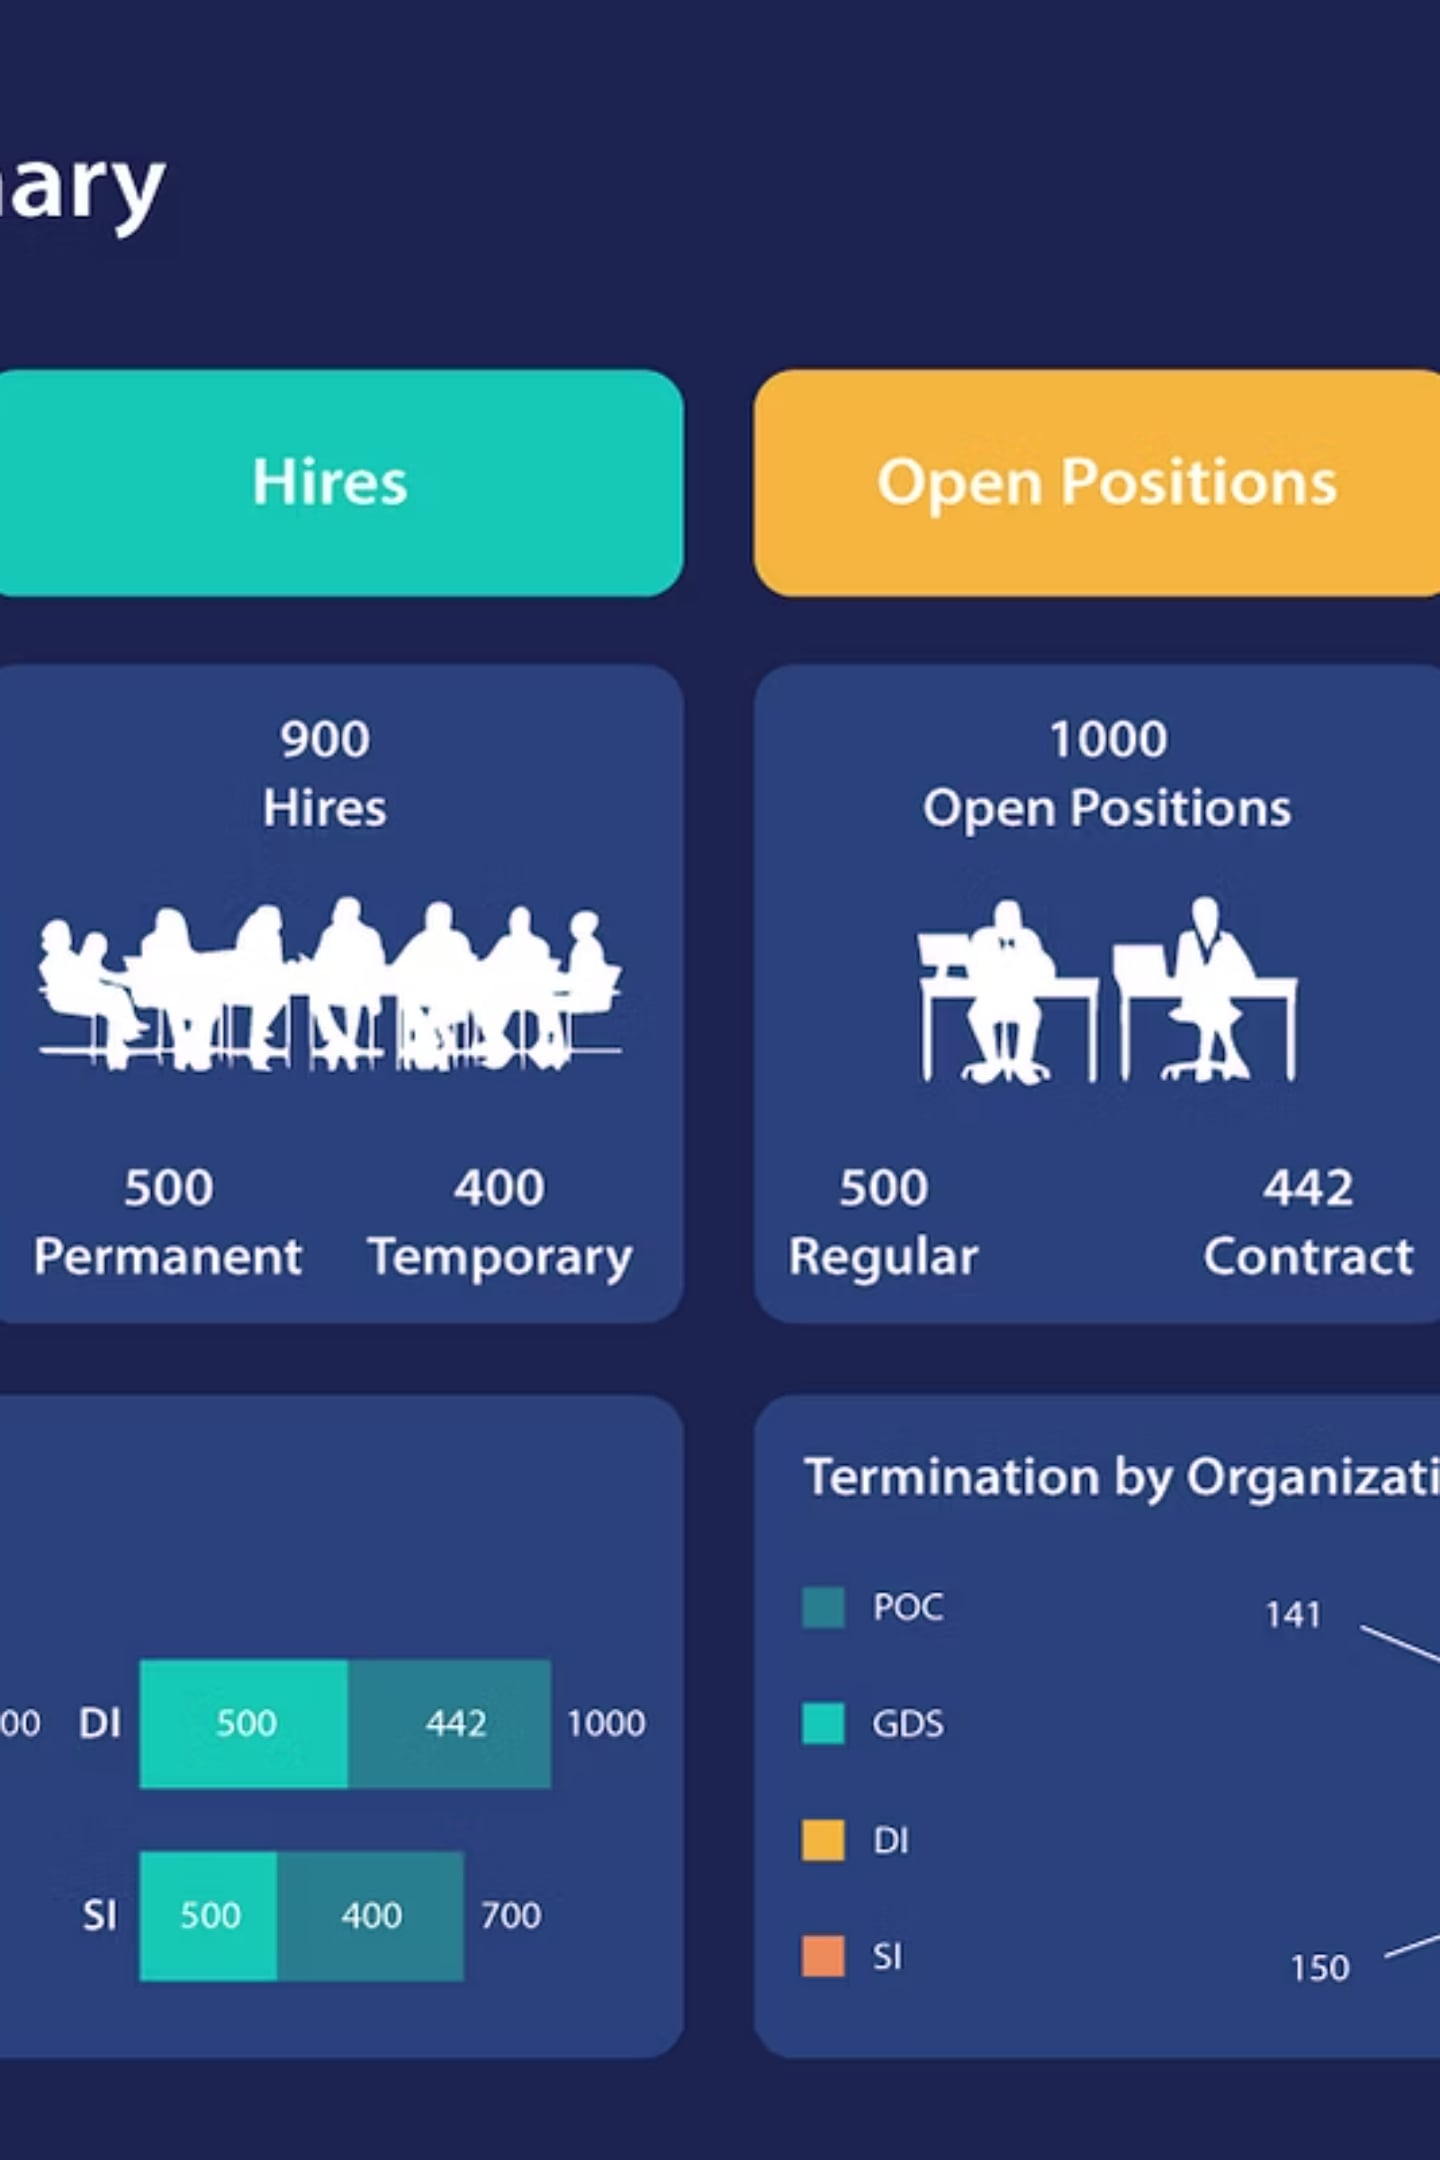 ary
Hires
Open Positions
900
Hires
1000
Open Positions
500
Permanent
400
Temporary
500
Regular
442
Contract
00
DI
500
442
1000
SI
500
400
700
Termination by Organizati
POC
GDS
DI
SI
141
150